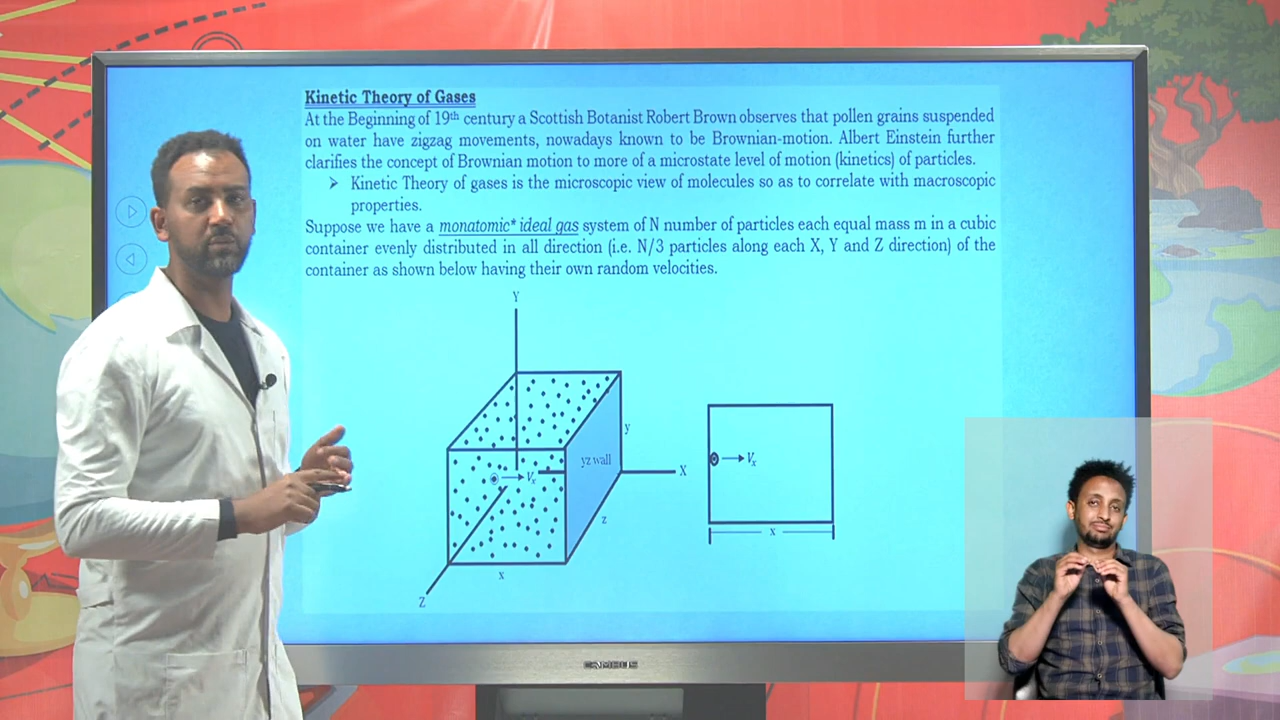 Kinetic Theory of Gases
At the Beginning of 19th century a Scottish Botanist Robert Brown observes that pollen grains suspended
on water have zigzag movements, nowadays known to be Brownian-motion. Albert Einstein further
clarifies the concept of Brownian motion to more of a microstate level of motion (kinetics) of particles.
➢ Kinetic Theory of gases is the microscopic view of molecules so as to correlate with macroscopic
properties.
Suppose we have a monatomic* ideal gas system of N number of particles each equal mass m in a cubic
container evenly distributed in all direction (i.e. N/3 particles along each X, Y and Z direction) of the
container as shown below having their own random velocities.
Y
y
yz wall
X
Vx
z
x
Z
Vx
x